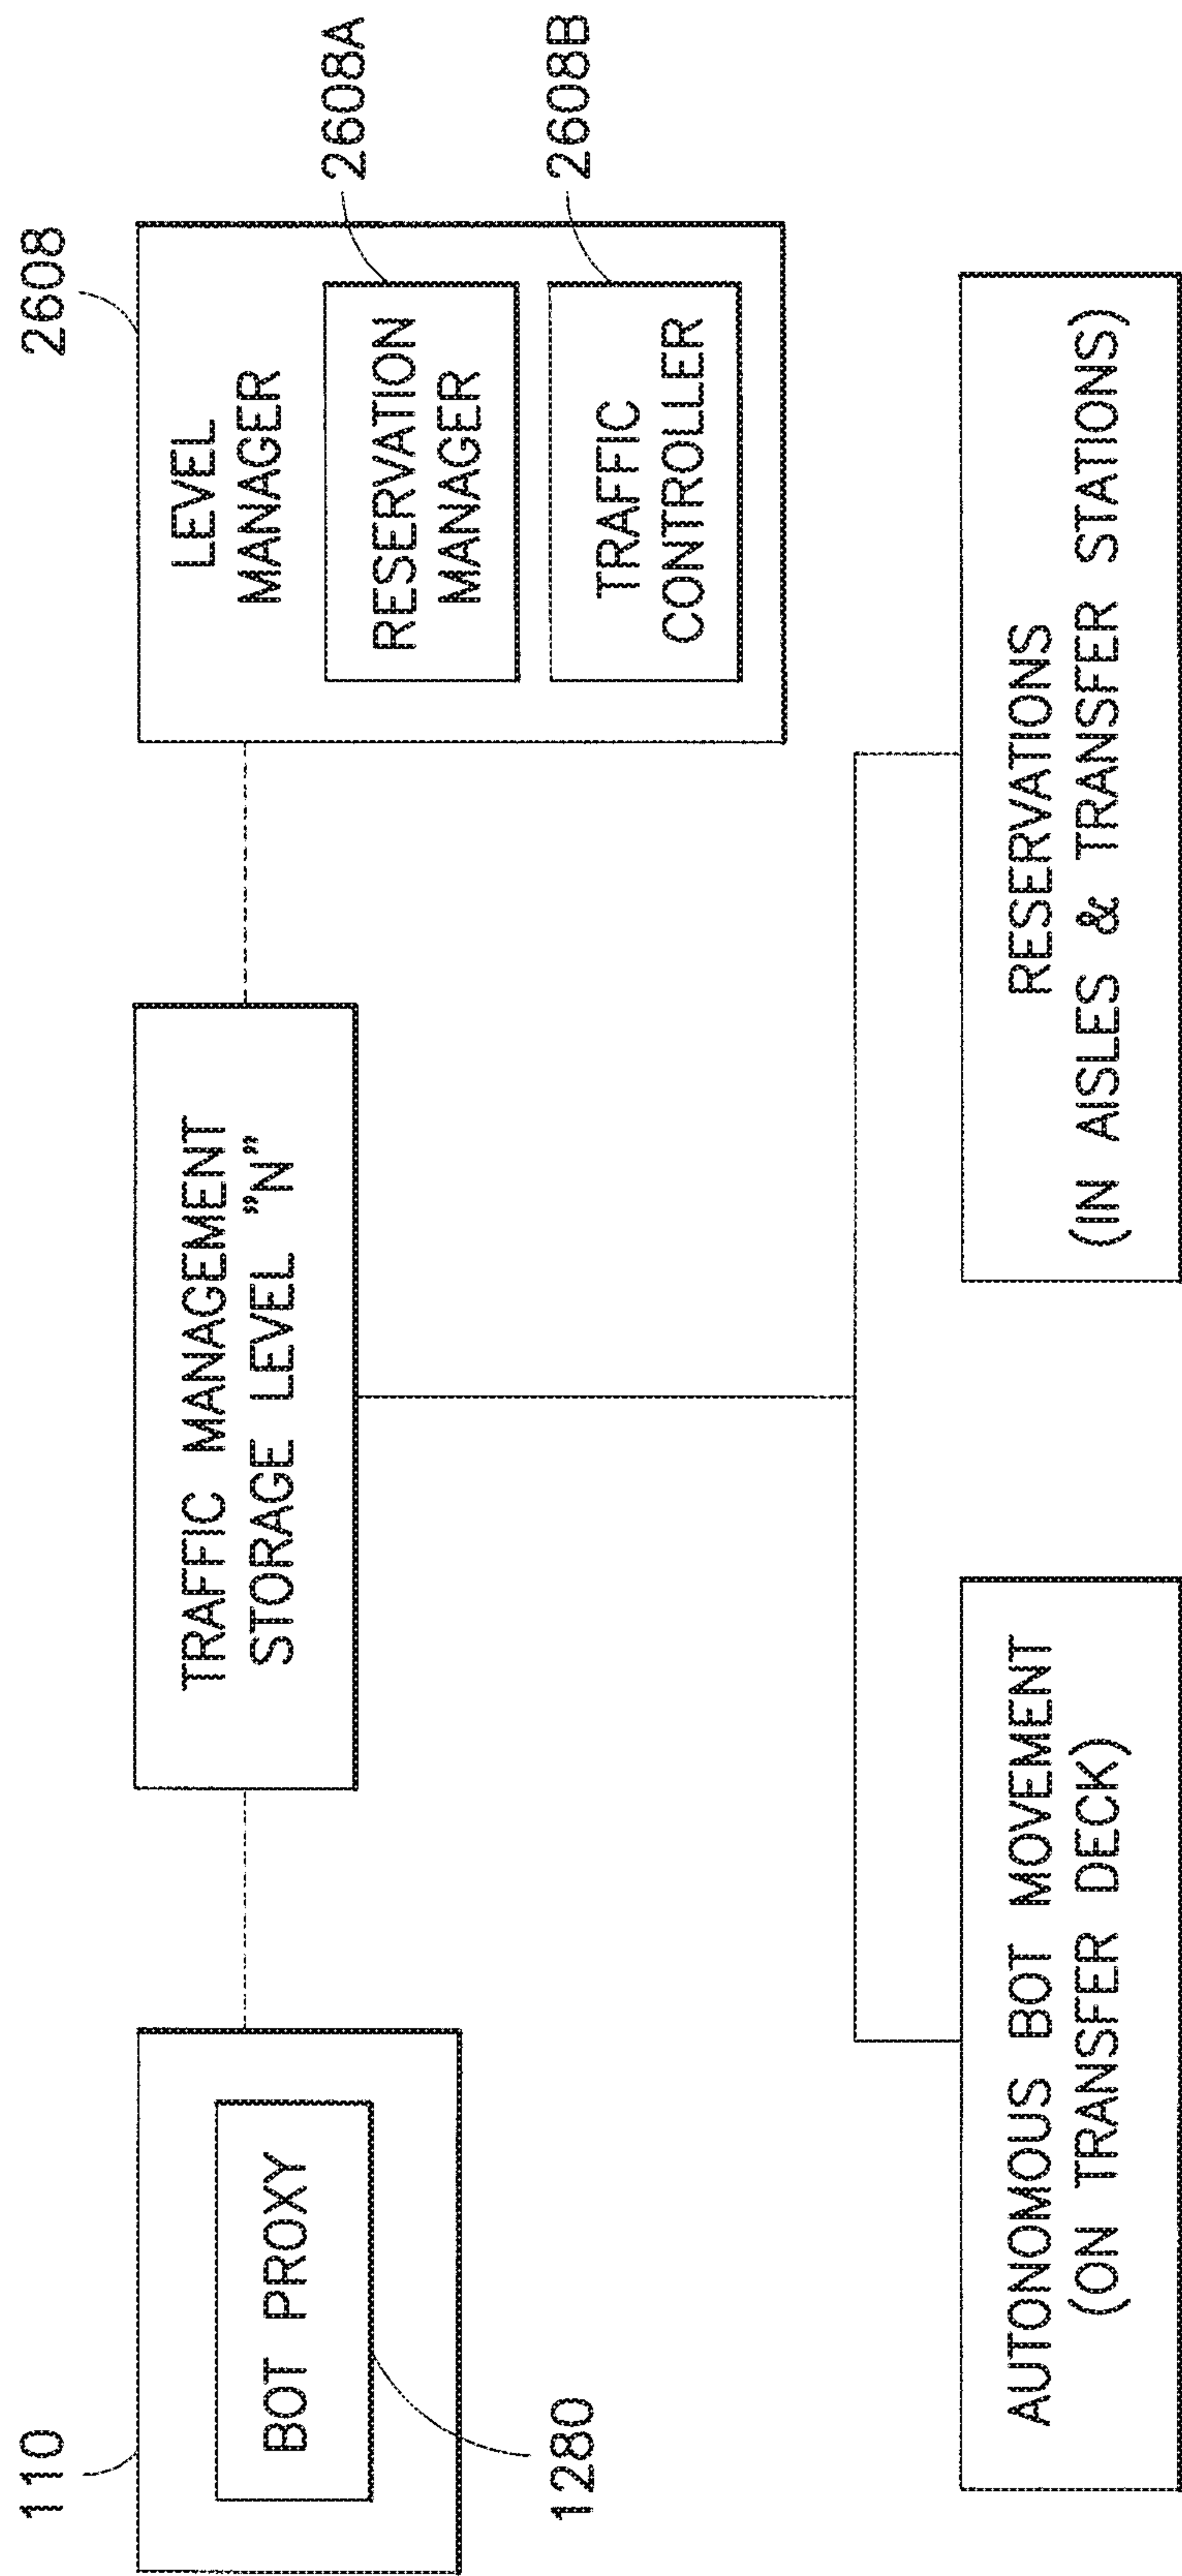 110
BOT PROXY
1280
TRAFFIC MANAGEMENT
STORAGE LEVEL "N"
2608
LEVEL
MANAGER
RESERVATION
MANAGER
2608A
TRAFFIC
CONTROLLER
2608B
AUTONOMOUS BOT MOVEMENT
(ON TRANSFER DECK)
RESERVATIONS
(IN AISLES & TRANSFER STATIONS)